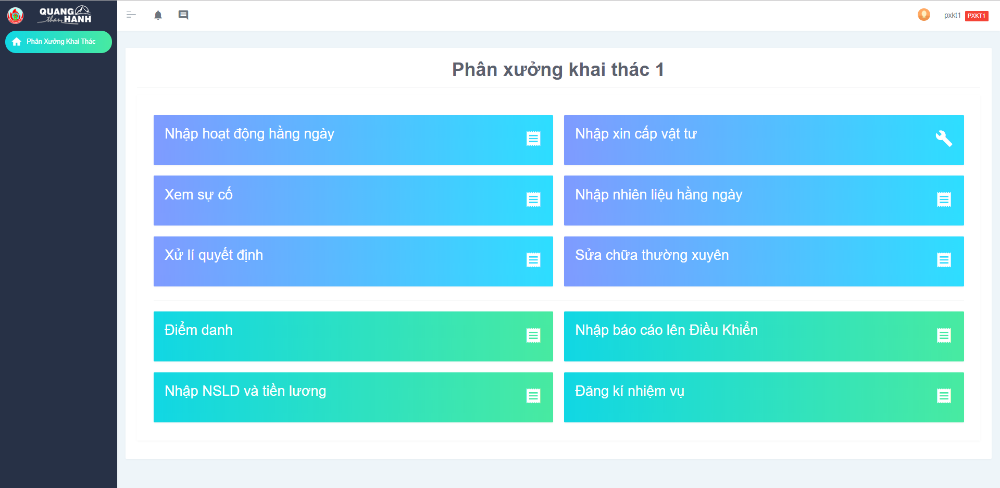 QUANG
than HANH
pxkt1 PXKT1
Phân Xưởng Khai Thác
Phân xưởng khai thác 1
Nhập hoạt động hằng ngày
Nhập xin cấp vật tư
Xem sự cố
Nhập nhiên liệu hằng ngày
Xử lí quyết định
Sửa chữa thường xuyên
Điểm danh
Nhập báo cáo lên Điều Khiển
Nhập NSLD và tiền lương
Đăng kí nhiệm vụ